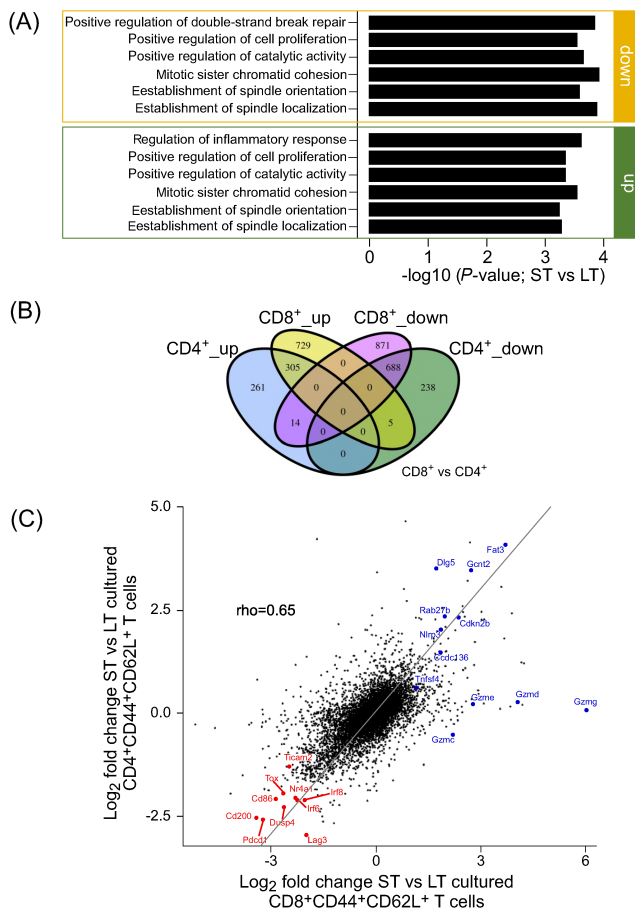 (A)
Positive regulation of double-strand break repair
Positive regulation of cell proliferation
Positive regulation of catalytic activity
Mitotic sister chromatid cohesion
Eestablishment of spindle orientation
Establishment of spindle localization
down
Regulation of inflammatory response
Positive regulation of cell proliferation
Positive regulation of catalytic activity
Mitotic sister chromatid cohesion
Eestablishment of spindle orientation
Eestablishment of spindle localization
up
0 1 2 3 4
-log10 (P-value; ST vs LT)
(B)
CD8+_up CD8+_down
CD4+_up CD4+_down
729 871
305 0 688
261 0 0 238
0
14 0 0 5
0
CD8+ vs CD4+
(C)
5.0
2.5
0.0
-2.5
Log2 fold change ST vs LT cultured
CD4+CD44+CD62L+ T cells
rho=0.65
Fat3
Dlg5 Gcnt2
Rab27b
Cdkn2b
Nlrp3
Ccdc136
Tnfsf4
Gzme Gzmd Gzmg
Gzmc
Ticam2
Tox
Nr4a1
Cd86 Irf8
Irf6
Cd200 Dusp4
Pdcd1 Lag3
-3 0 3 6
Log2 fold change ST vs LT cultured
CD8+CD44+CD62L+ T cells